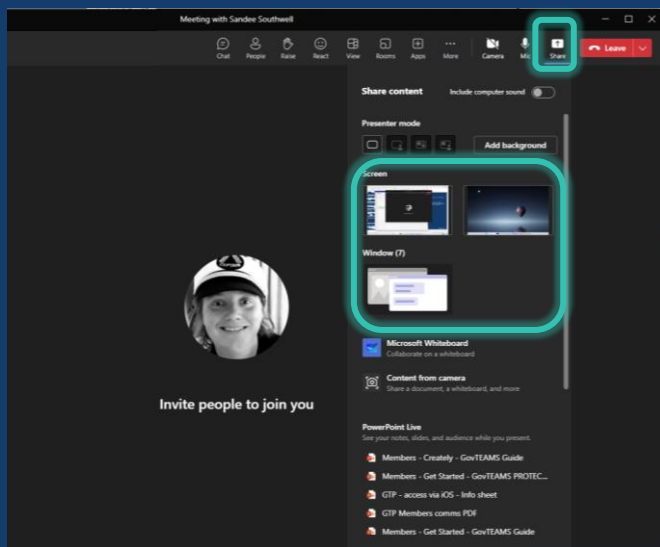 Meeting with Sandee Southwell
Chat People Raise React View Rooms Apps More Camera Mic Share Leave
Share content Include computer sound
Presenter mode
Add background
Screen
Window (7)
Microsoft Whiteboard
Collaborate on a whiteboard
Content from camera
Share a document, a whiteboard, and more
Invite people to join you
PowerPoint Live
See your notes, slides, and audience while you present.
Members - Creately - GovTEAMS Guide
Members - Get Started - GovTEAMS PROTEC...
GTP - access via iOS - Info sheet
GTP Members comms PDF
Members - Get Started - GovTEAMS Guide